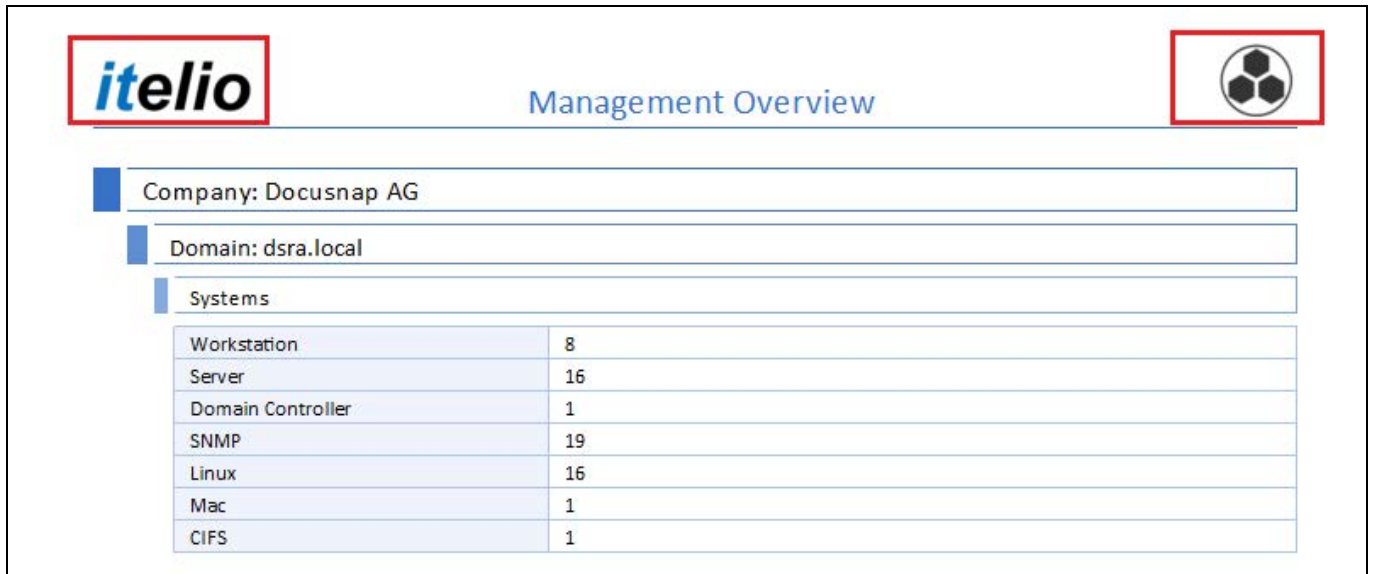 itelio
Management Overview
Company: Docusnap AG
Domain: dsra.local
Systems
Workstation 8
Server 16
Domain Controller 1
SNMP 19
Linux 16
Mac 1
CIFS 1